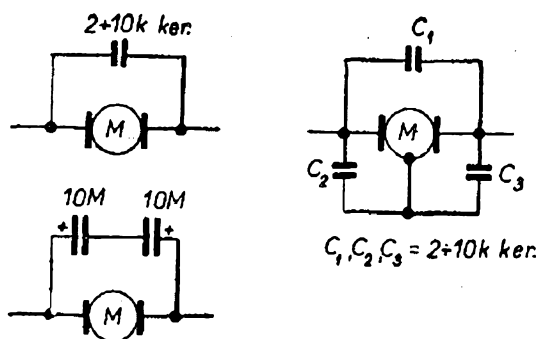 2÷10k ker.
M
10M 10M
+ +
M
C₁
M
C₂
C₃
C₁, C₂, C₃ = 2÷10k ker.